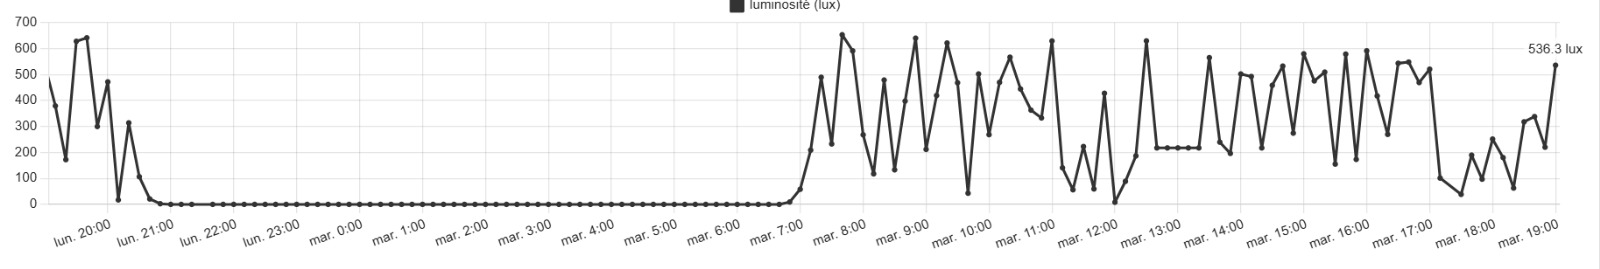 luminosité (lux)
700
600
500
400
300
200
100
0
536.3 lux
lun. 20:00
lun. 21:00
lun. 22:00
lun. 23:00
mar. 0:00
mar. 1:00
mar. 2:00
mar. 3:00
mar. 4:00
mar. 5:00
mar. 6:00
mar. 7:00
mar. 8:00
mar. 9:00
mar. 10:00
mar. 11:00
mar. 12:00
mar. 13:00
mar. 14:00
mar. 15:00
mar. 16:00
mar. 17:00
mar. 18:00
mar. 19:00